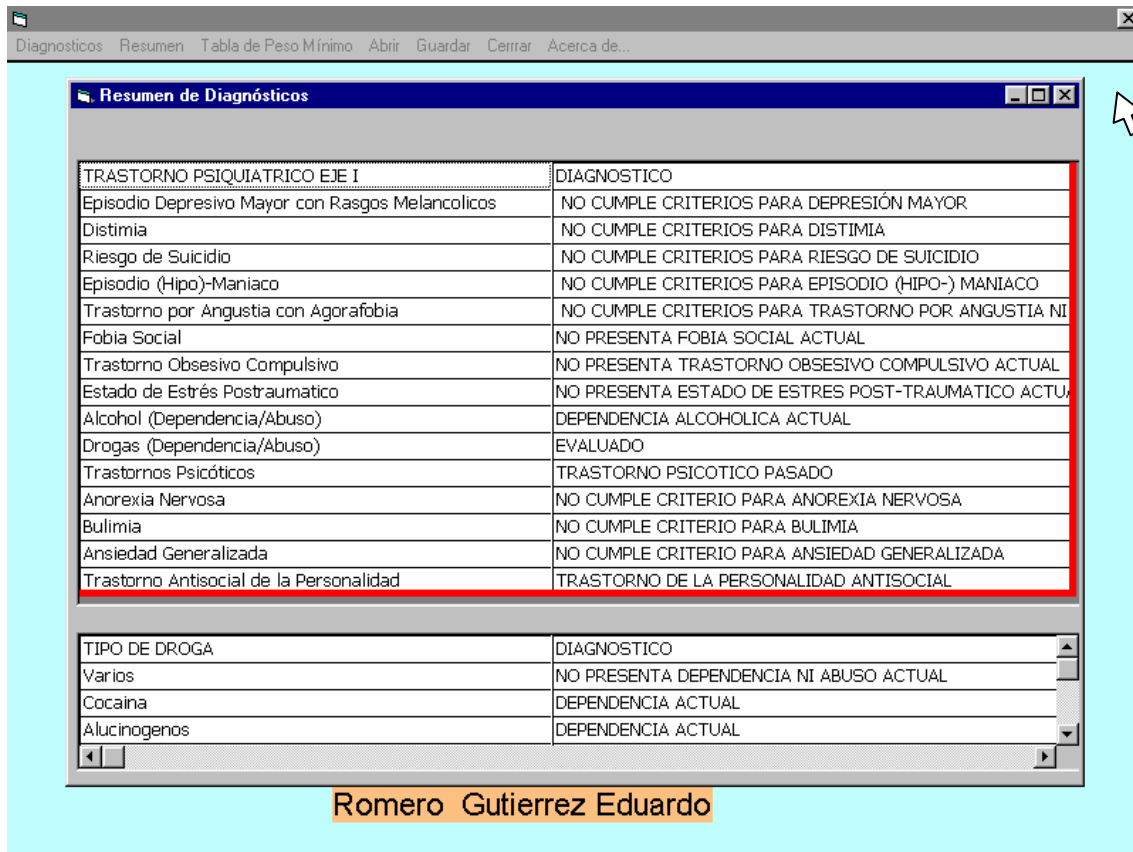 Diagnosticos Resumen Tabla de Peso Mínimo Abrir Guardar Cerrrar Acerca de...
Resumen de Diagnósticos
TRASTORNO PSIQUIATRICO EJE I DIAGNOSTICO
Episodio Depresivo Mayor con Rasgos Melancolicos NO CUMPLE CRITERIOS PARA DEPRESIÓN MAYOR
Distimia NO CUMPLE CRITERIOS PARA DISTIMIA
Riesgo de Suicidio NO CUMPLE CRITERIOS PARA RIESGO DE SUICIDIO
Episodio (Hipo)-Maniaco NO CUMPLE CRITERIOS PARA EPISODIO (HIPO-) MANIACO
Trastorno por Angustia con Agorafobia NO CUMPLE CRITERIOS PARA TRASTORNO POR ANGUSTIA NI
Fobia Social NO PRESENTA FOBIA SOCIAL ACTUAL
Trastorno Obsesivo Compulsivo NO PRESENTA TRASTORNO OBSESIVO COMPULSIVO ACTUAL
Estado de Estrés Postraumatico NO PRESENTA ESTADO DE ESTRES POST-TRAUMATICO
Alcohol (Dependencia/Abuso) DEPENDENCIA ALCOHOLICA ACTUAL
Drogas (Dependencia/Abuso) EVALUADO
Trastornos Psicóticos TRASTORNO PSICOTICO PASADO
Anorexia Nervosa NO CUMPLE CRITERIO PARA ANOREXIA NERVOSA
Bulimia NO CUMPLE CRITERIO PARA BULIMIA
Ansiedad Generalizada NO CUMPLE CRITERIO PARA ANSIEDAD GENERALIZADA
Trastorno Antisocial de la Personalidad TRASTORNO DE LA PERSONALIDAD ANTISOCIAL
TIPO DE DROGA DIAGNOSTICO
Varios NO PRESENTA DEPENDENCIA NI ABUSO ACTUAL
Cocaina DEPENDENCIA ACTUAL
Alucinogenos DEPENDENCIA ACTUAL
Romero Gutierrez Eduardo